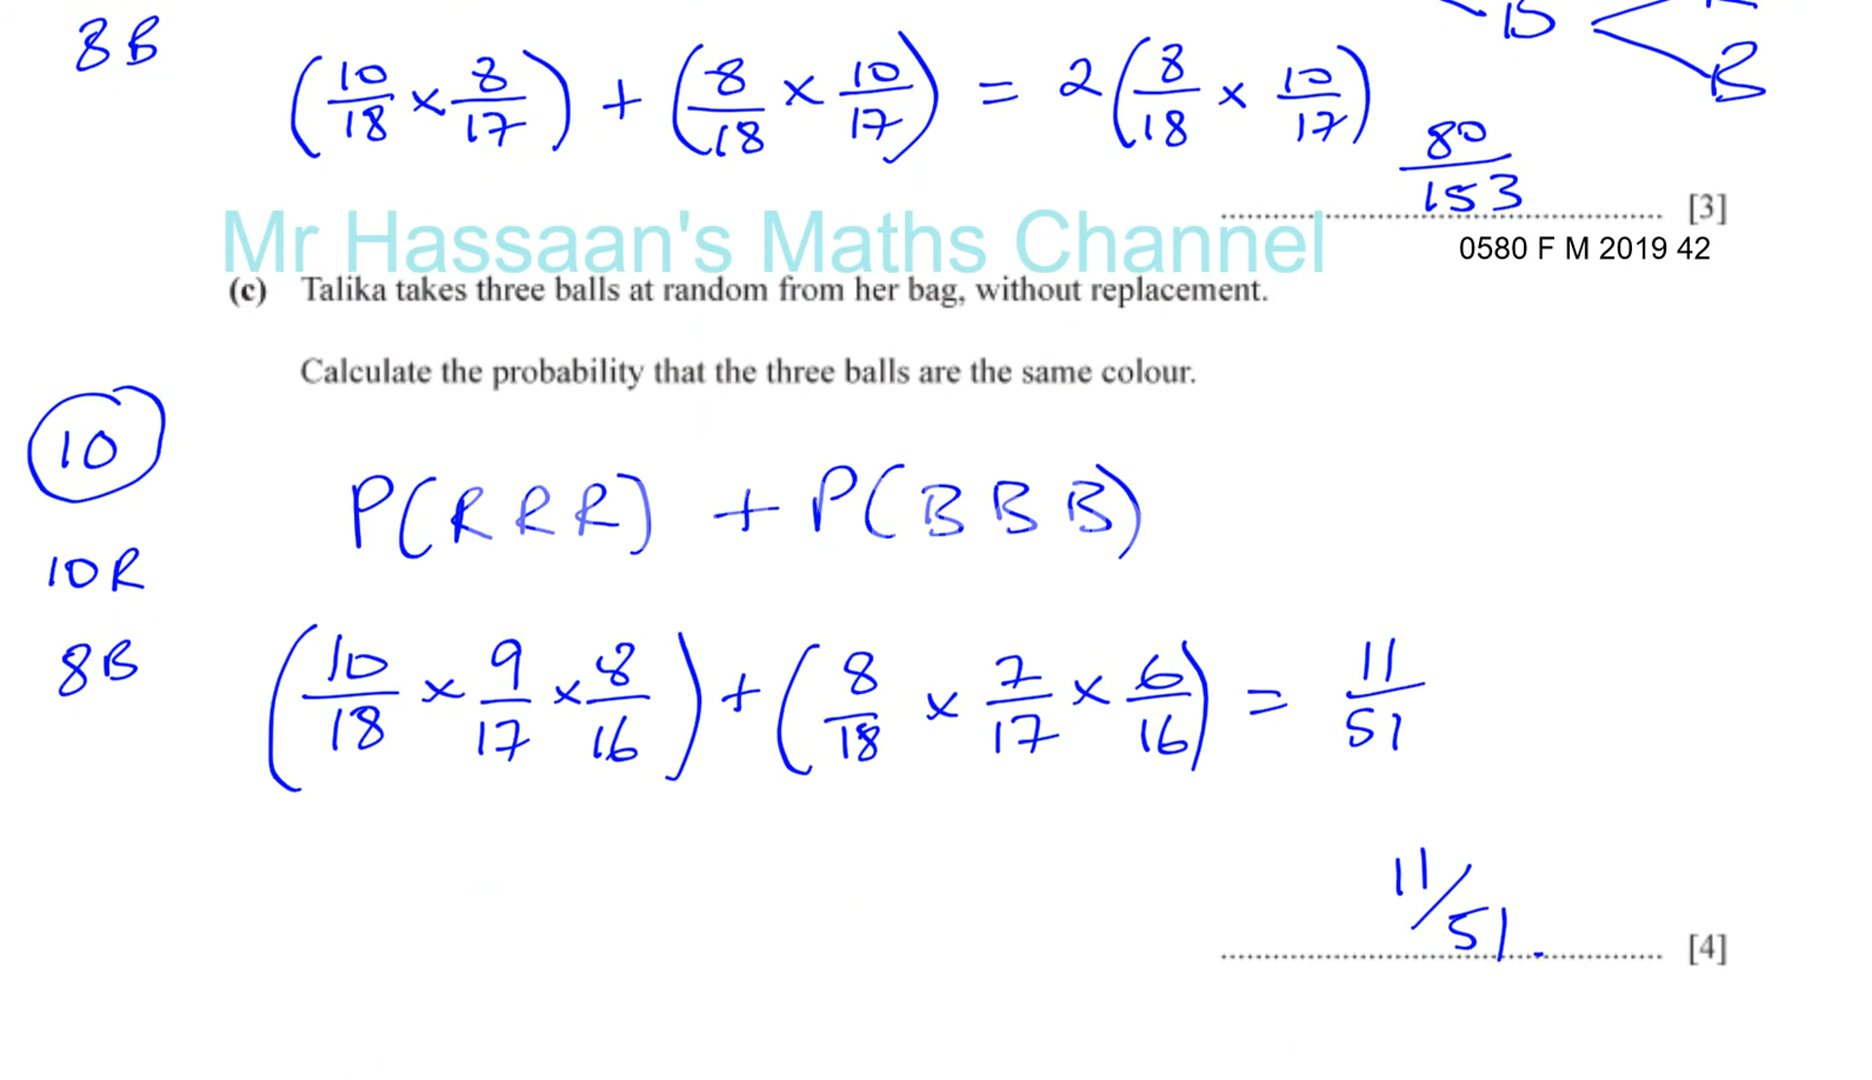 8B
(10/18 × 8/17) + (8/18 × 10/17) = 2(8/18 × 10/17)
B
B
80/153
[3]
Mr Hassaan's Maths Channel
0580 F M 2019 42
(c) Talika takes three balls at random from her bag, without replacement.
Calculate the probability that the three balls are the same colour.
10
P(RRR) + P(BBB)
10R
8B
(10/18 × 9/17 × 8/16) + (8/18 × 7/17 × 6/16) = 11/51
11/51.
[4]